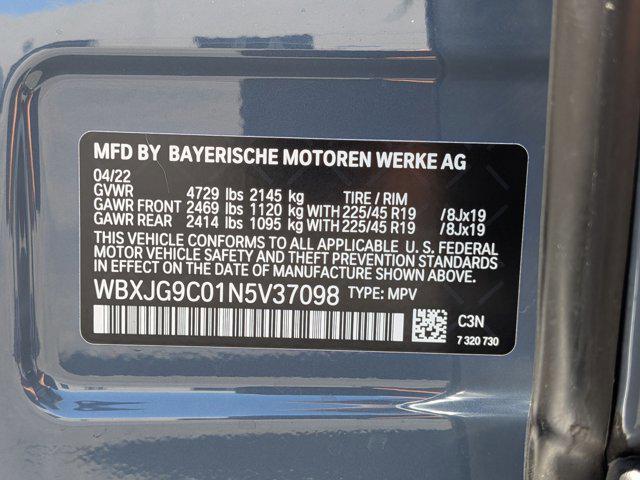 MFD BY BAYERISCHE MOTOREN WERKE AG
04/22
GVWR 4729 lbs 2145 kg TIRE / RIM
GAWR FRONT 2469 lbs 1120 kg WITH 225/45 R19 /8Jx19
GAWR REAR 2414 lbs 1095 kg WITH 225/45 R19 /8Jx19
THIS VEHICLE CONFORMS TO ALL APPLICABLE U. S. FEDERAL
MOTOR VEHICLE SAFETY AND THEFT PREVENTION STANDARDS
IN EFFECT ON THE DATE OF MANUFACTURE SHOWN ABOVE.
WBXJG9C01N5V37098 TYPE: MPV
C3N
7 320 730